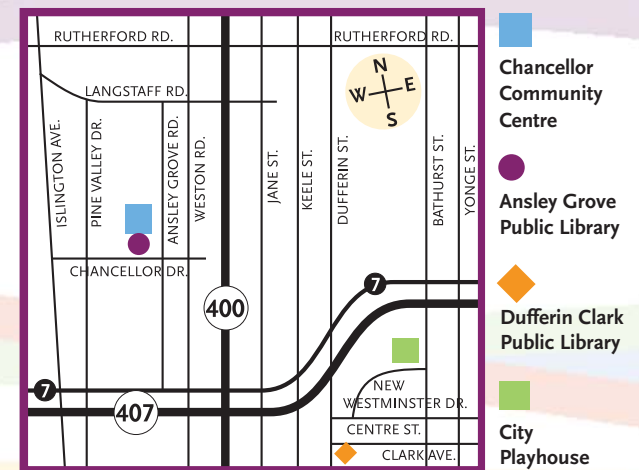 RUTHERFORD RD.
RUTHERFORD RD.
N
W
E
S
LANGSTAFF RD.
ISLINGTON AVE.
PINE VALLEY DR.
ANSLEY GROVE RD.
WESTON RD.
JANE ST.
KEELE ST.
DUFFERIN ST.
BATHURST ST.
YONGE ST.
CHANCELLOR DR.
7
400
7
407
NEW
WESTMINSTER DR.
CENTRE ST.
CLARK AVE.
Chancellor
Community
Centre
Ansley Grove
Public Library
Dufferin Clark
Public Library
City
Playhouse